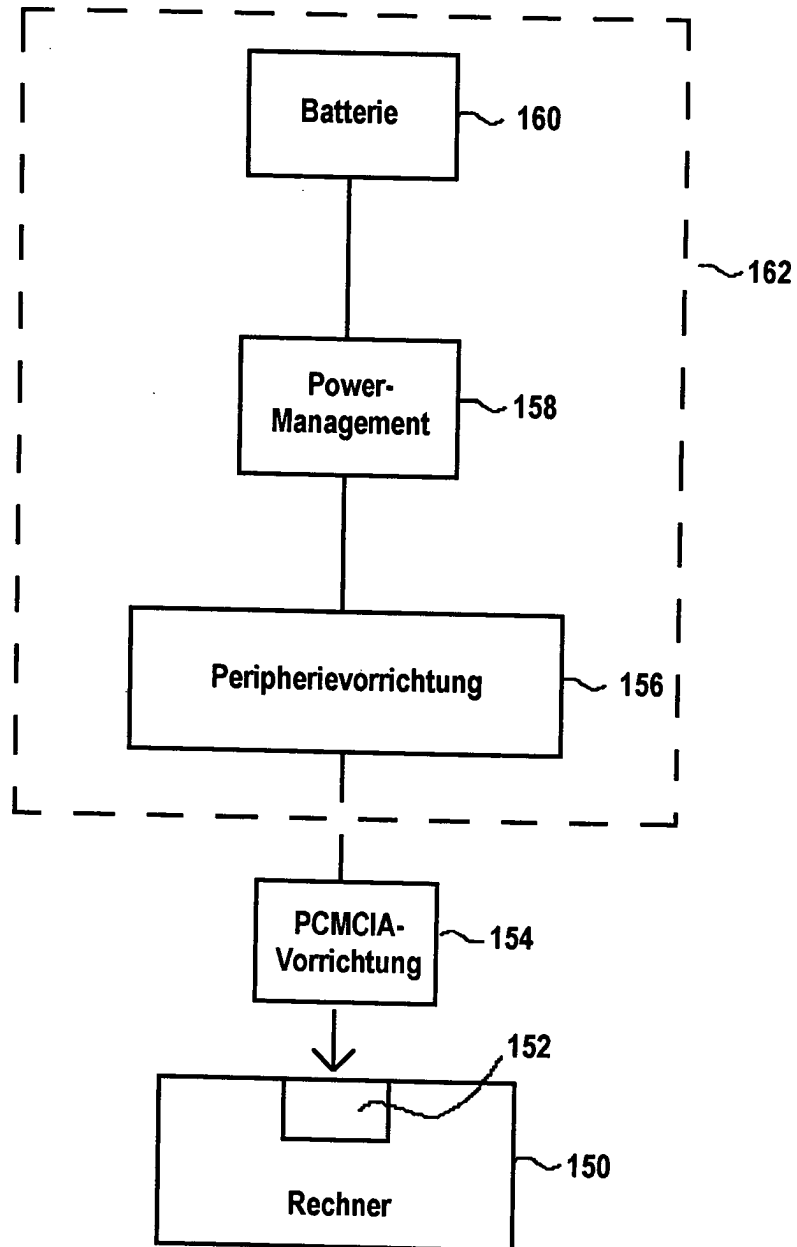 Batterie
160
162
Power-
Management
158
Peripherievorrichtung
156
PCMCIA-
Vorrichtung
154
152
150
Rechner